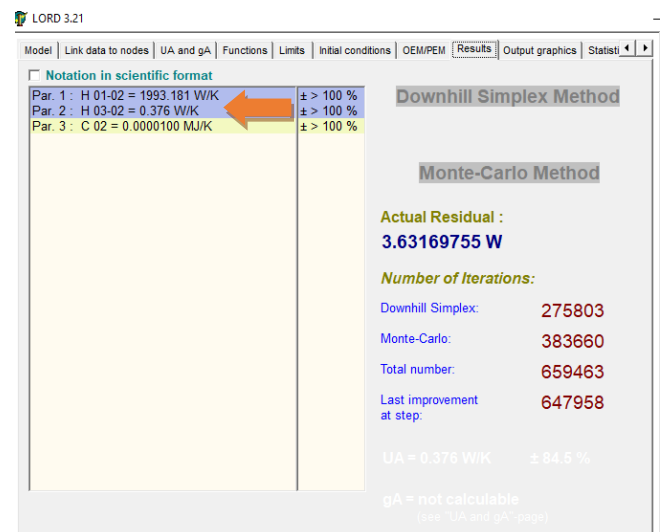 LORD 3.21
Model Link data to nodes UA and gA Functions Limits Initial conditions OEM/PEM Results Output graphics Statisti
Notation in scientific format
Par. 1 : H 01-02 = 1993.181 W/K ± > 100 %
Par. 2 : H 03-02 = 0.376 W/K ± > 100 %
Par. 3 : C 02 = 0.0000100 MJ/K ± > 100 %
Downhill Simplex Method
Monte-Carlo Method
Actual Residual :
3.63169755 W
Number of Iterations:
Downhill Simplex: 275803
Monte-Carlo: 383660
Total number: 659463
Last improvement
at step: 647958
UA = 0.376 W/K ± 84.5 %
gA = not calculable
(see "UA and gA"-page)